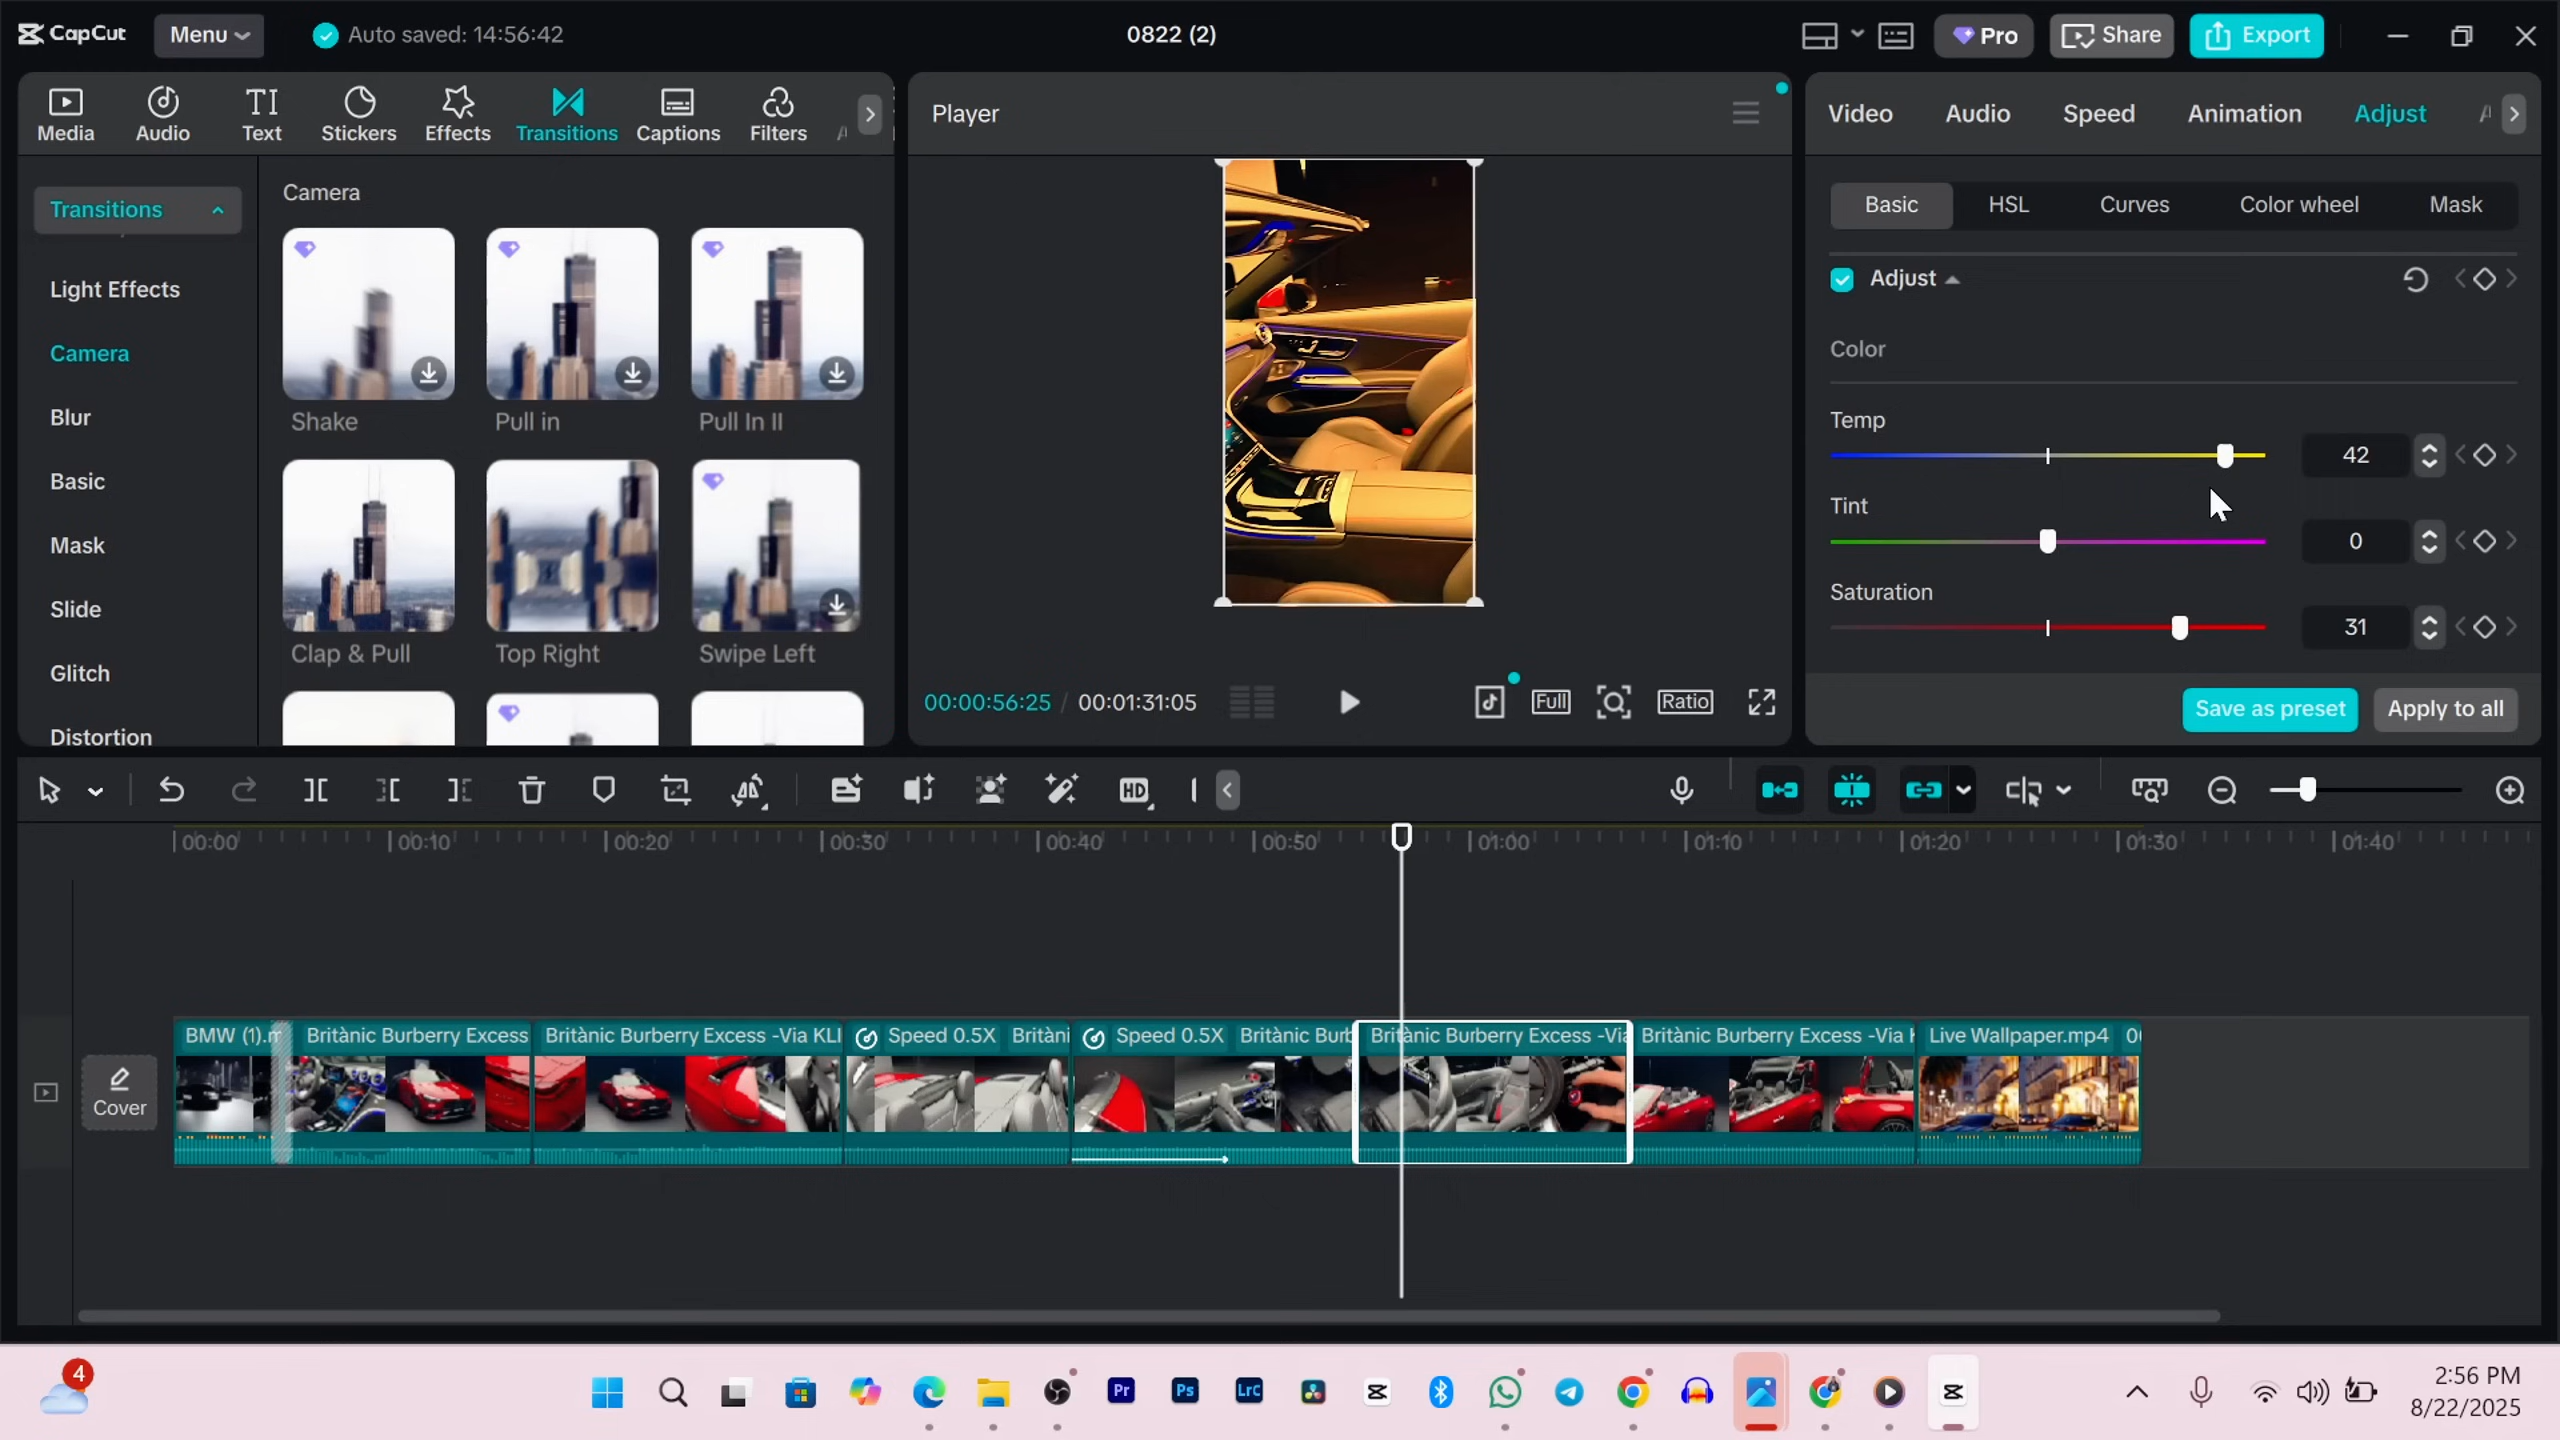 CapCut
Menu
Auto saved: 14:56:42
0822 (2)
Pro
Share
Export
Media
Audio
Text
Stickers
Effects
Transitions
Captions
Filters
Transitions
Light Effects
Camera
Blur
Basic
Mask
Slide
Glitch
Distortion
Camera
Shake
Pull in
Pull In II
Clap & Pull
Top Right
Swipe Left
Player
00:00:56:25 / 00:01:31:05
Full
Ratio
Video
Audio
Speed
Animation
Adjust
Basic
HSL
Curves
Color wheel
Mask
Adjust
Color
Temp
42
Tint
0
Saturation
31
Save as preset
Apply to all
HD
00:00
00:10
00:20
00:30
00:40
00:50
01:00
01:10
01:20
01:30
01:40
Cover
BMW (1).m
Britànic Burberry Excess
Britànic Burberry Excess -Via KLI
Speed 0.5X Britàni
Speed 0.5X Britànic Burb
Britànic Burberry Excess -Via
Britànic Burberry Excess -Via K
Live Wallpaper.mp4
4
Pr
Ps
LrC
2:56 PM
8/22/2025